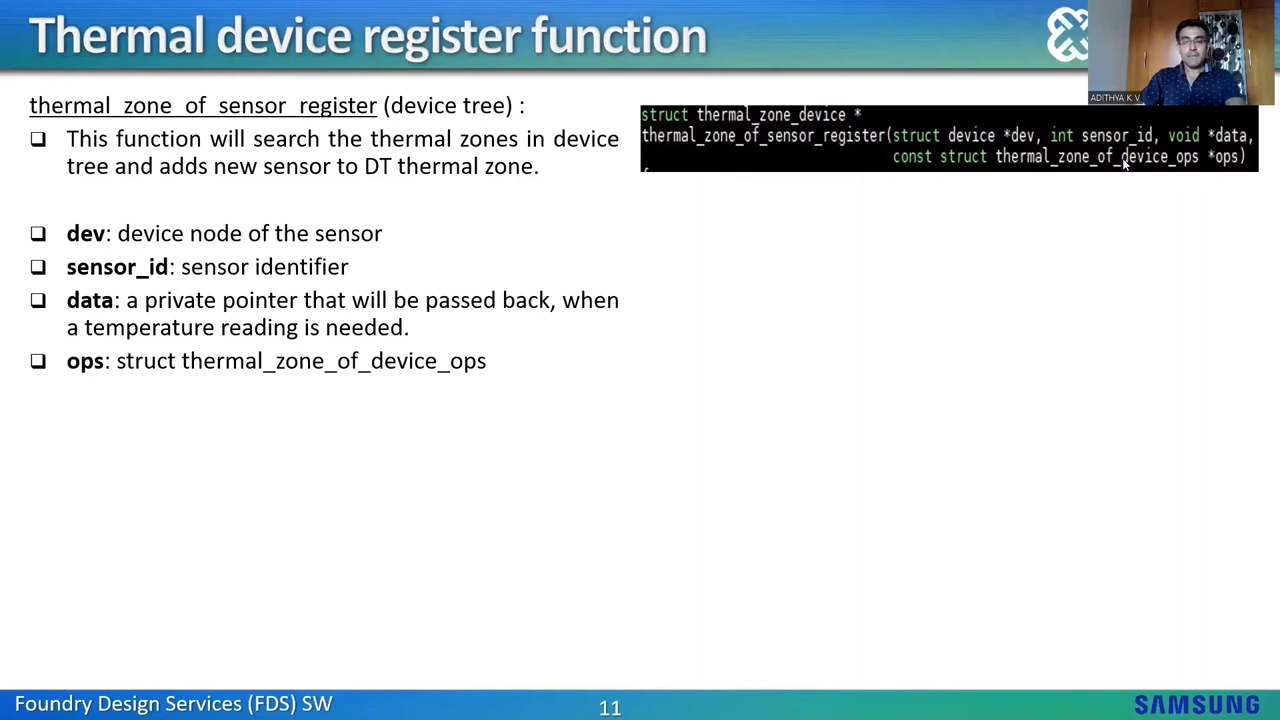 Thermal device register function
ADITHYA K V
thermal_zone_of_sensor_register (device tree) :
❑ This function will search the thermal zones in device
tree and adds new sensor to DT thermal zone.
❑ dev: device node of the sensor
❑ sensor_id: sensor identifier
❑ data: a private pointer that will be passed back, when
a temperature reading is needed.
❑ ops: struct thermal_zone_of_device_ops
struct thermal_zone_device *
thermal_zone_of_sensor_register(struct device *dev, int sensor_id, void *data,
const struct thermal_zone_of_device_ops *ops)
Foundry Design Services (FDS) SW
11
SAMSUNG